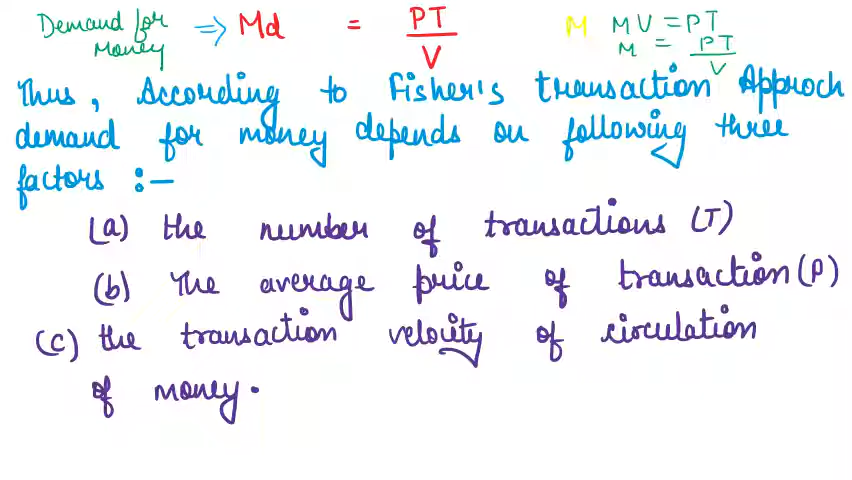 Demand for Money ⇒ Md = PT/V M MV = PT
M = PT/V
Thus, According to Fisher's transaction Approch
demand for money depends on following three
factors :-
(a) the number of transactions (T)
(b) The average price of transaction (P)
(c) the transaction velocity of circulation
of money.